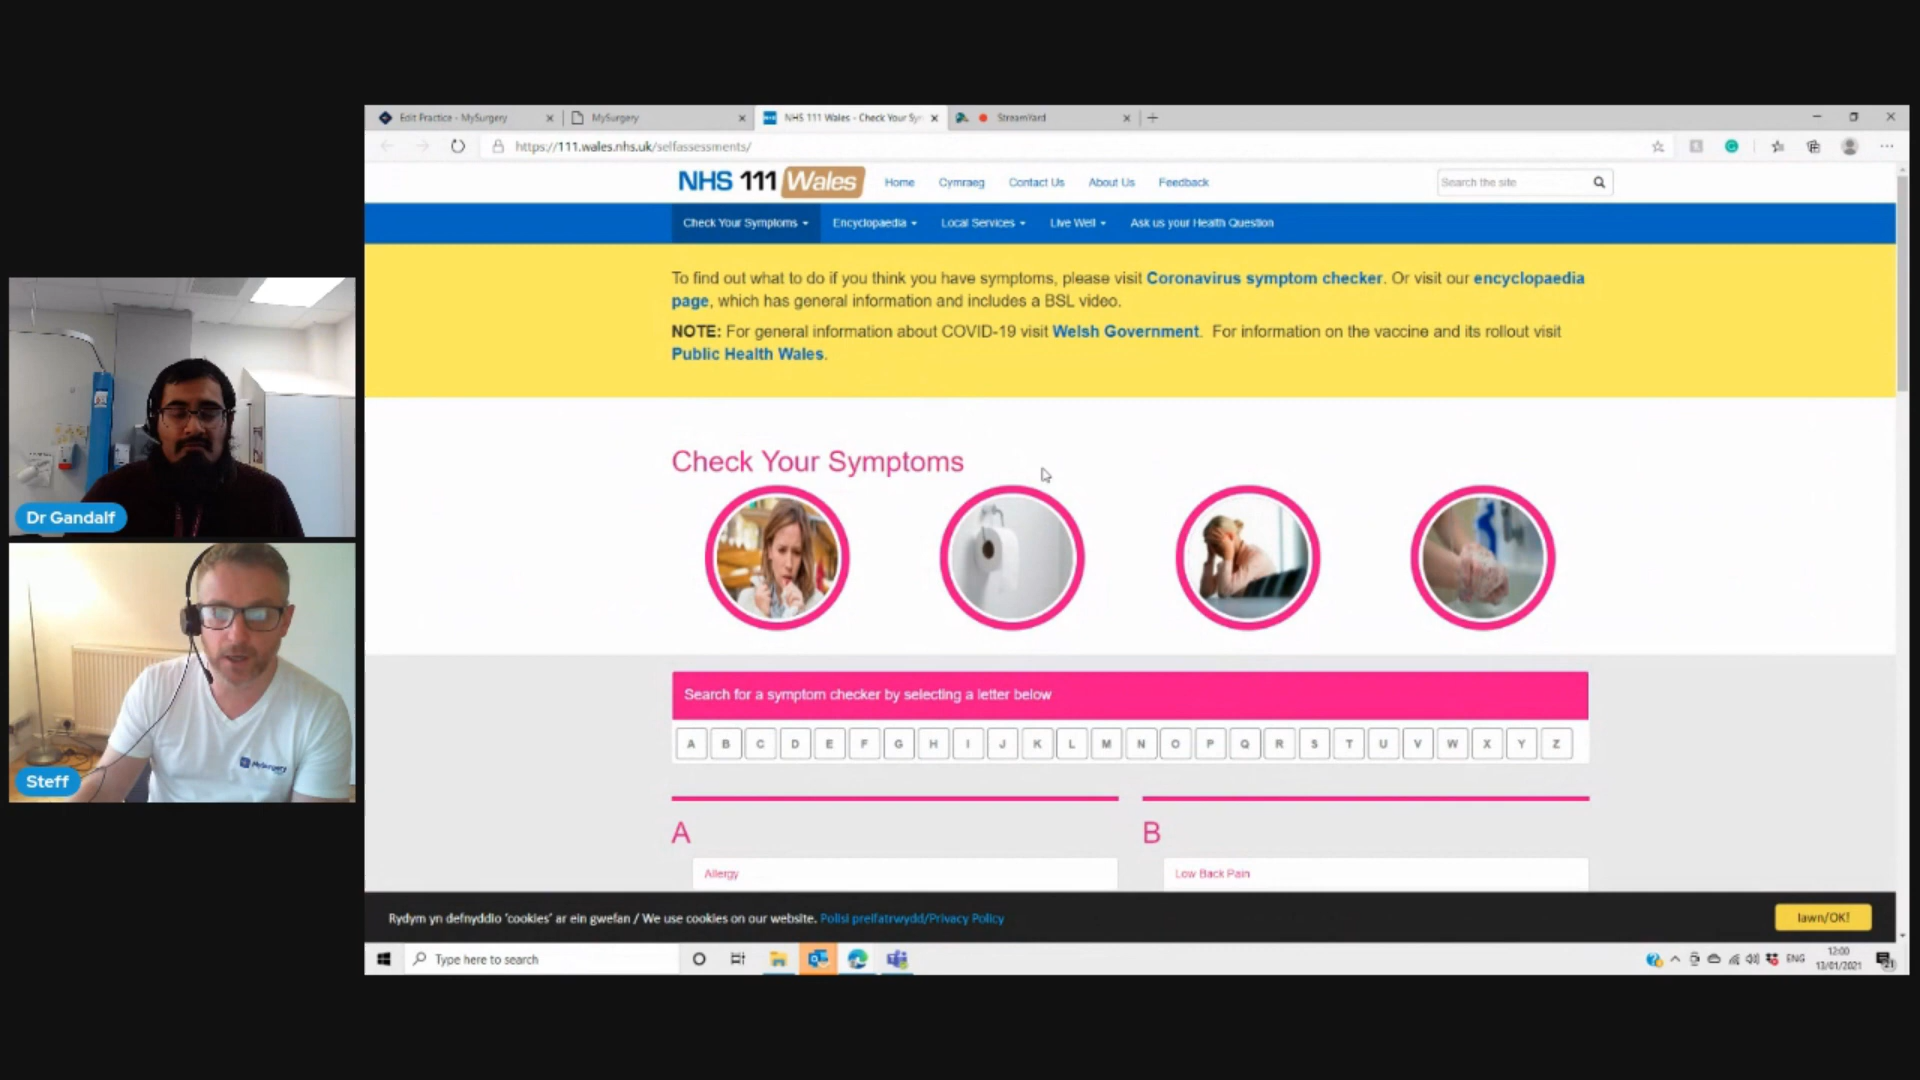 Edit Practice - MySurgery
MySurgery
NHS 111 Wales - Check Your Sy
StreamYard
https://111.wales.nhs.uk/selfassessments/
NHS 111 Wales
Home
Cymraeg
Contact Us
About Us
Feedback
Search the site
Check Your Symptoms
Encyclopaedia
Local Services
Live Well
Ask us your Health Question
To find out what to do if you think you have symptoms, please visit Coronavirus symptom checker. Or visit our encyclopaedia
page, which has general information and includes a BSL video.
NOTE: For general information about COVID-19 visit Welsh Government. For information on the vaccine and its rollout visit
Public Health Wales.
Check Your Symptoms
Dr Gandalf
MySurgery
Steff
Search for a symptom checker by selecting a letter below
A B C D E F G H I J K L M N O P Q R S T U V W X Y Z
A
B
Allergy
Low Back Pain
Rydym yn defnyddio 'cookies' ar ein gwefan / We use cookies on our website. Polisi preifatrwydd/Privacy Policy
Iawn/OK!
Type here to search
ENG
12:00
13/01/2021